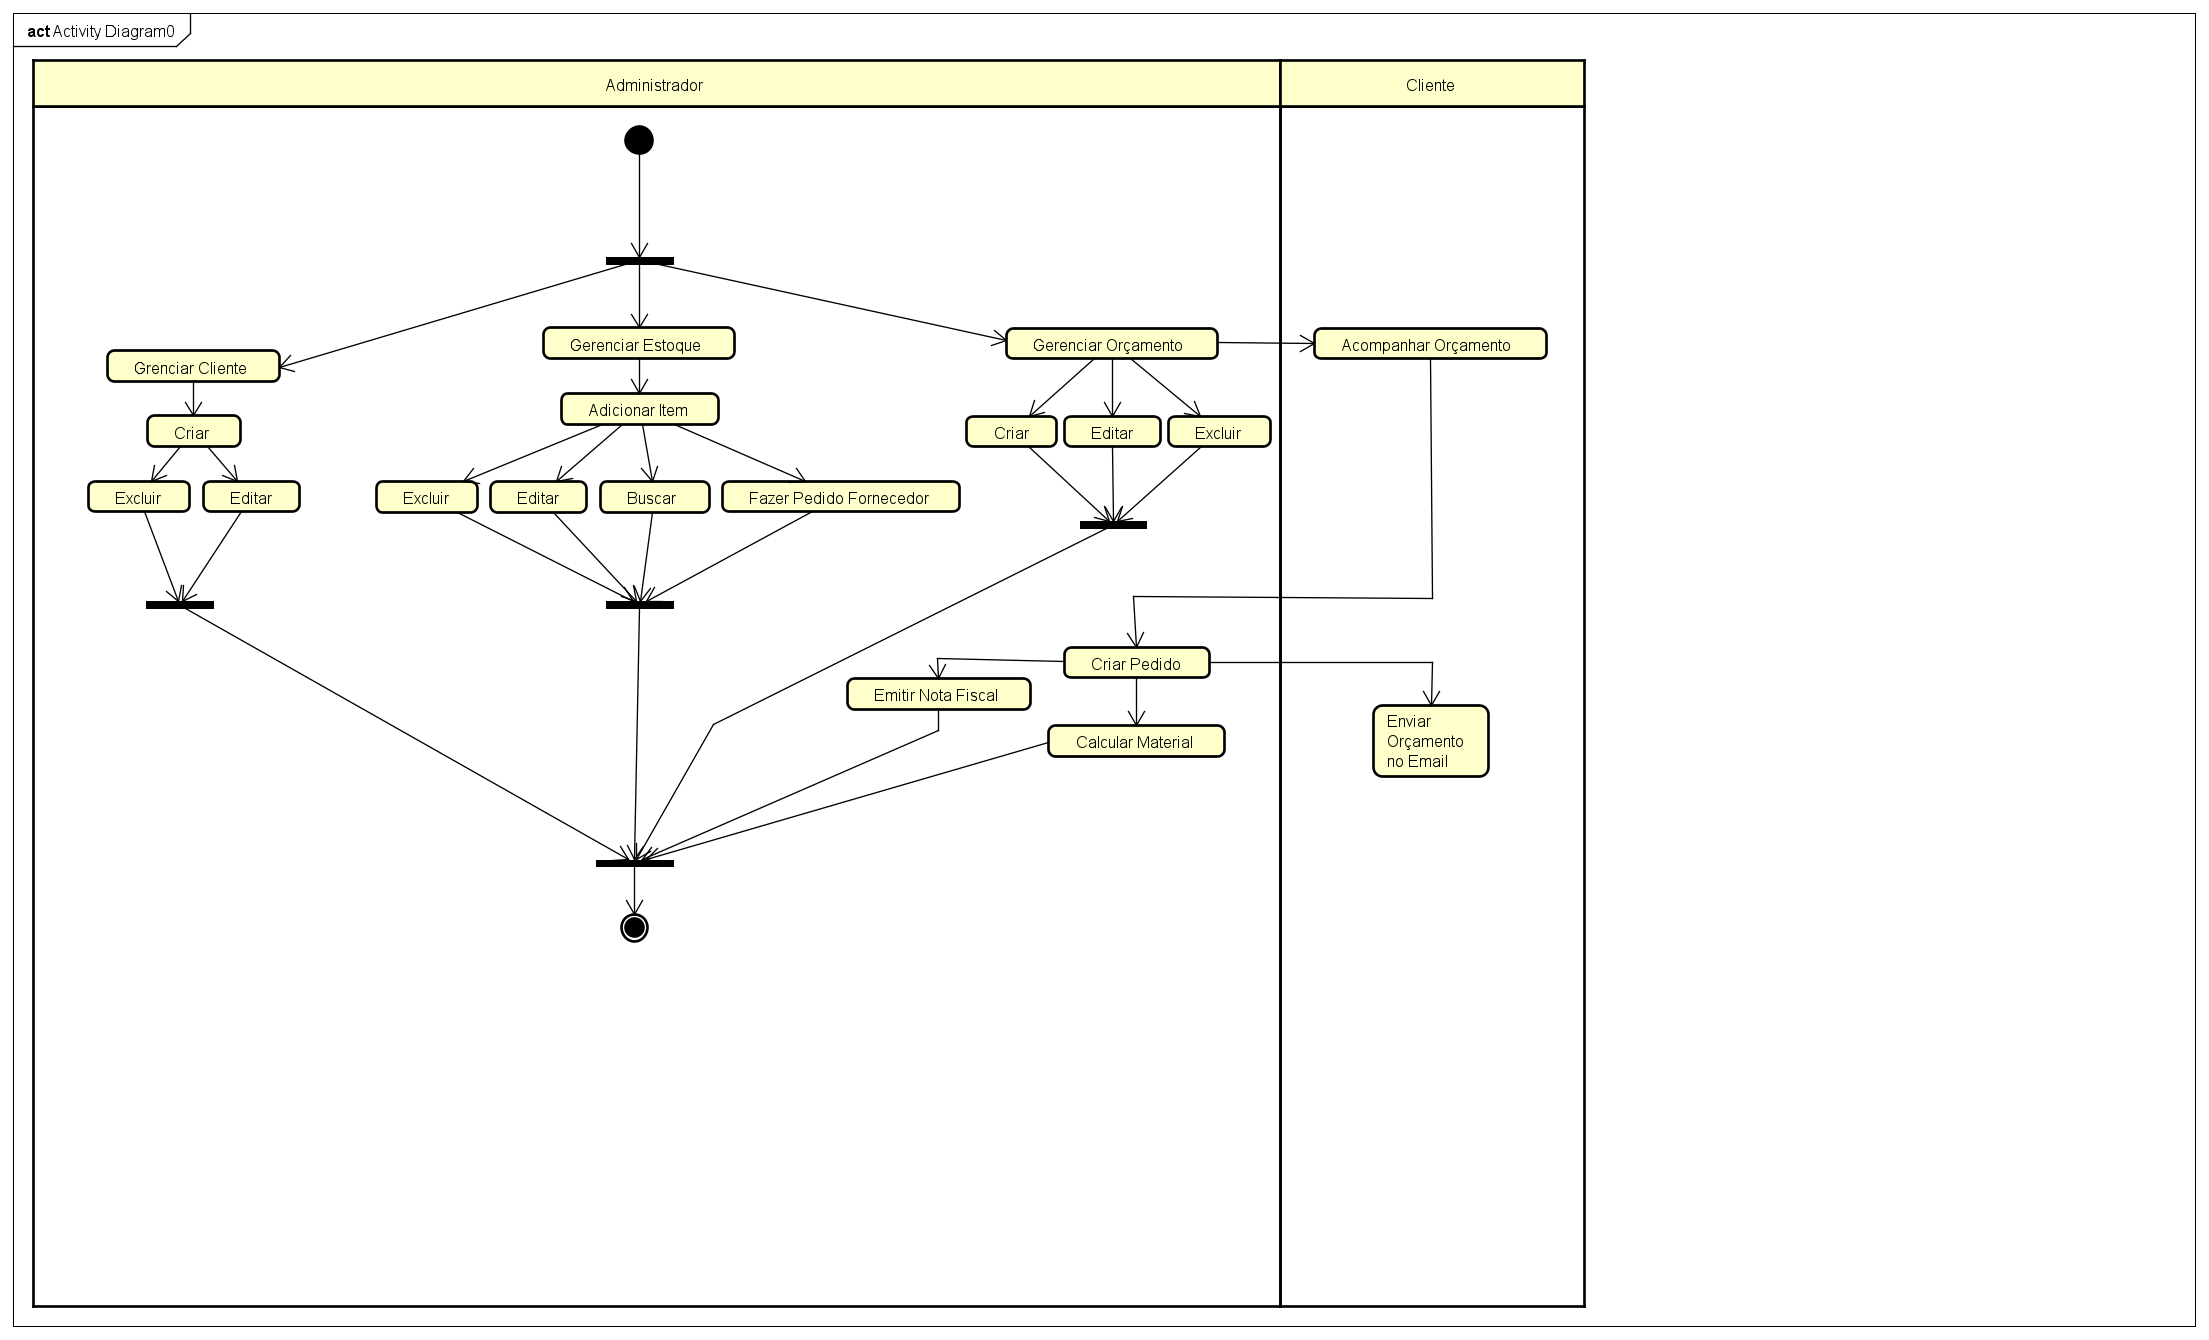 act Activity Diagram0
Administrador
Cliente
Gerenciar Estoque
Gerenciar Orçamento
Acompanhar Orçamento
Grenciar Cliente
Adicionar Item
Criar
Criar
Editar
Excluir
Excluir
Editar
Excluir
Editar
Buscar
Fazer Pedido Fornecedor
Criar Pedido
Emitir Nota Fiscal
Calcular Material
Enviar
Orçamento
no Email